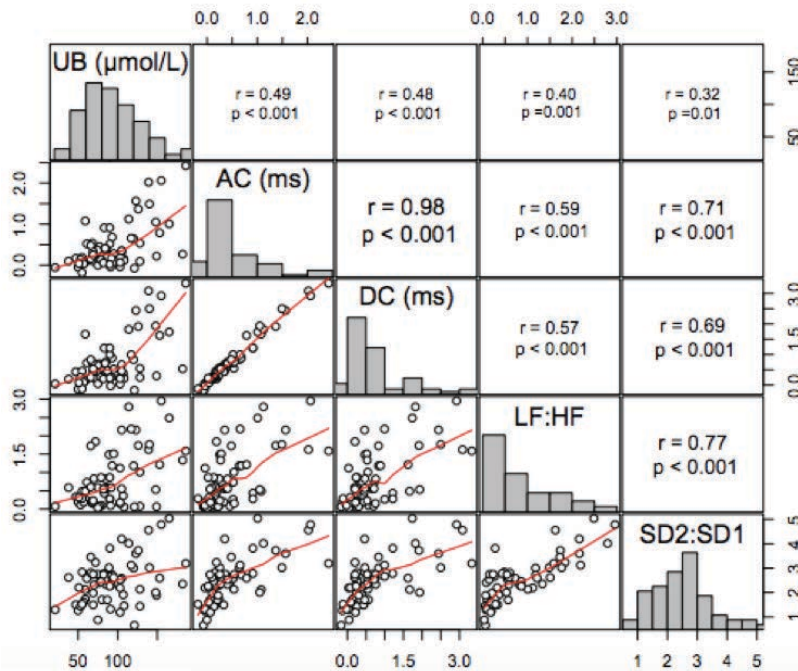 0.0 1.0 2.0
0.0 1.0 2.0 3.0
UB (µmol/L)
r = 0.49
p < 0.001
r = 0.48
p < 0.001
r = 0.40
p =0.001
r = 0.32
p =0.01
50 150
0.0 1.0 2.0
AC (ms)
r = 0.98
p < 0.001
r = 0.59
p < 0.001
r = 0.71
p < 0.001
DC (ms)
r = 0.57
p < 0.001
r = 0.69
p < 0.001
0.0 1.5 3.0
0.0 1.5 3.0
LF:HF
r = 0.77
p < 0.001
SD2:SD1
1 2 3 4 5
50 100
0.0 1.5 3.0
1 2 3 4 5